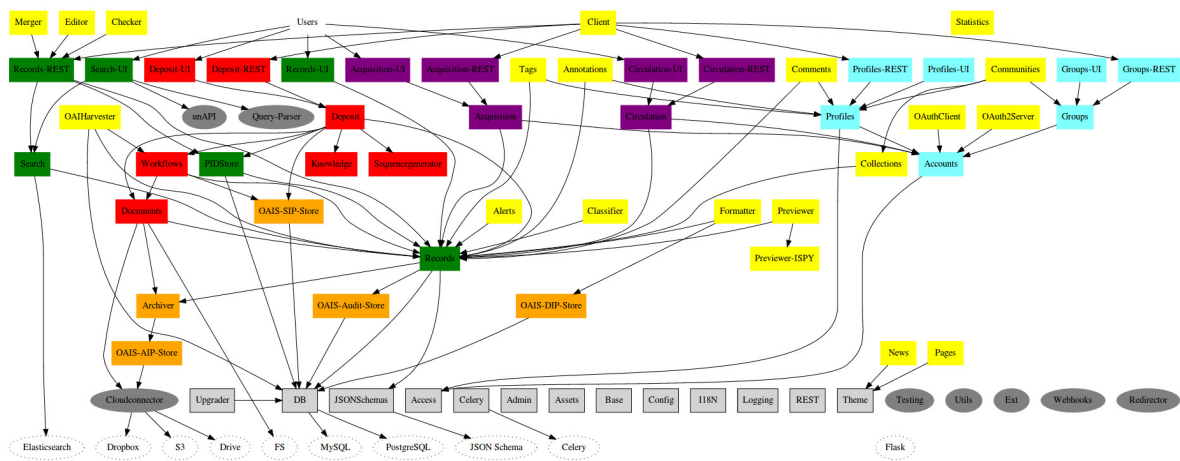 Merger
Editor
Checker
Users
Client
Statistics
Records-REST
Search-UI
Deposit-UI
Deposit-REST
Records-UI
Acquisition-UI
Acquisition-REST
Tags
Annotations
Circulation-UI
Circulation-REST
Comments
Profiles-REST
Profiles-UI
Communities
Groups-UI
Groups-REST
OAIHarvester
unAPI
Query-Parser
Deposit
Acquisition
Circulation
Profiles
OAuthClient
OAuth2Server
Groups
Search
Workflows
PIDStore
Knowledge
Sequencegenerator
Collections
Accounts
Documents
OAIS-SIP-Store
Alerts
Classifier
Formatter
Previewer
Records
Previewer-ISPY
Archiver
OAIS-Audit-Store
OAIS-DIP-Store
OAIS-AIP-Store
News
Pages
Cloudconnector
Upgrader
DB
JSONSchemas
Access
Celery
Admin
Assets
Base
Config
I18N
Logging
REST
Theme
Testing
Utils
Ext
Webhooks
Redirector
Elasticsearch
Dropbox
S3
Drive
FS
MySQL
PostgreSQL
JSON Schema
Celery
Flask